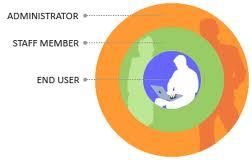 ADMINISTRATOR
STAFF MEMBER
END USER